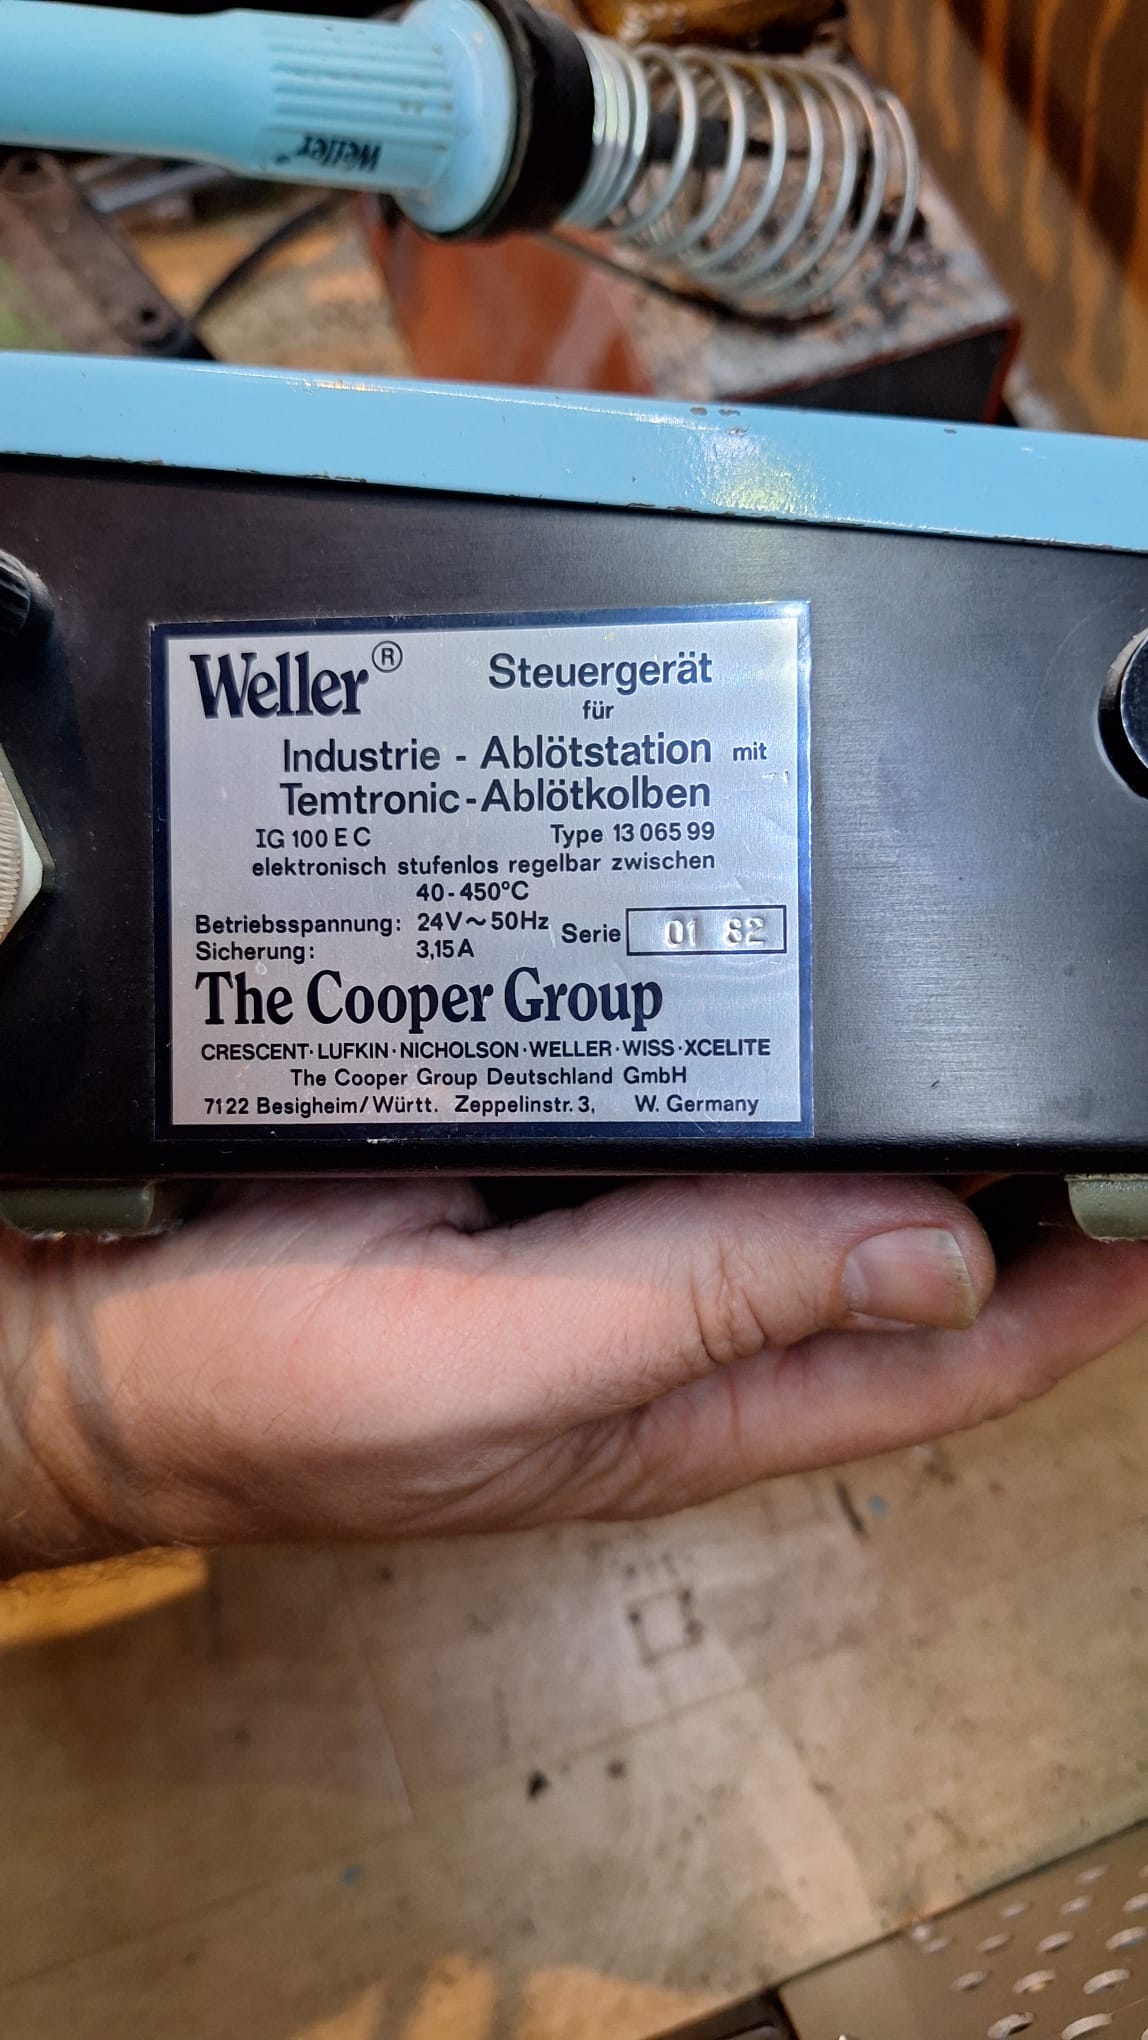 Weller
Weller® Steuergerät
für
Industrie - Ablötstation mit
Temtronic-Ablötkolben
IG 100 E C Type 13 065 99
elektronisch stufenlos regelbar zwischen
40-450°C
Betriebsspannung: 24V~50Hz Serie 01 82
Sicherung: 3,15A
The Cooper Group
CRESCENT·LUFKIN·NICHOLSON·WELLER·WISS·XCELITE
The Cooper Group Deutschland GmbH
7122 Besigheim/Württ. Zeppelinstr. 3, W. Germany